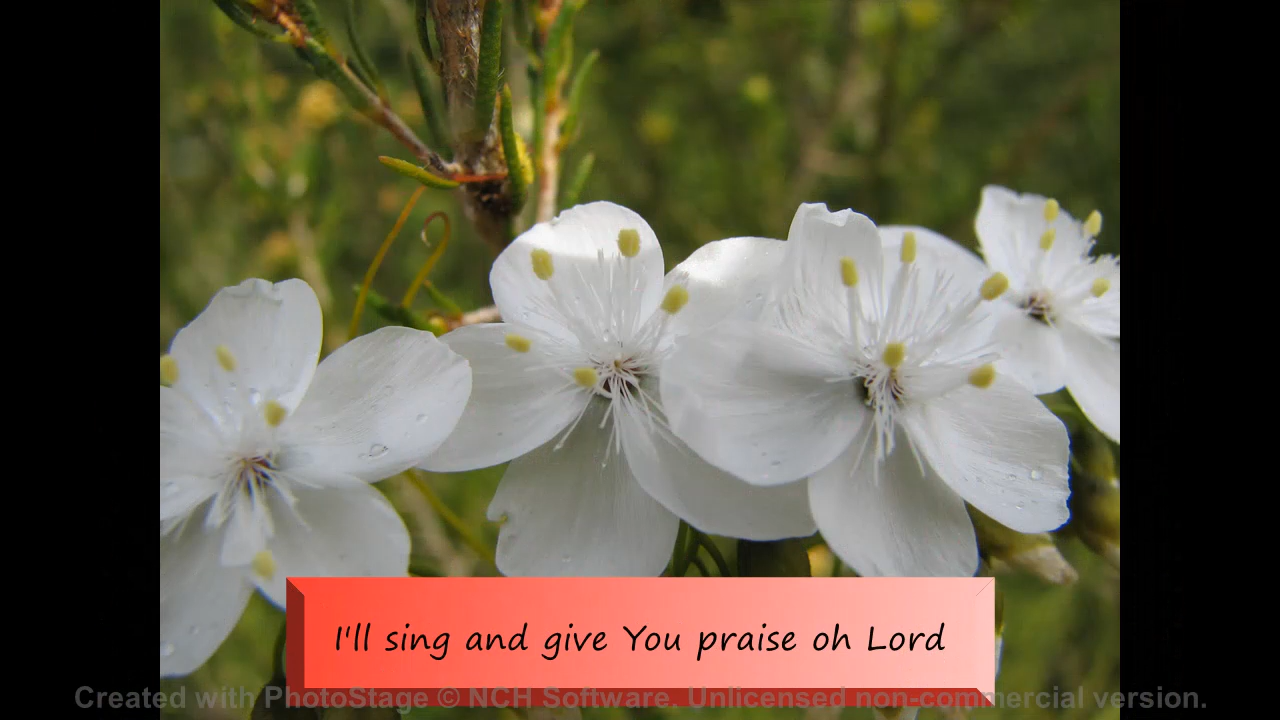 I'll sing and give You praise oh Lord
Created with PhotoStage © NCH Software. Unlicensed non-commercial version.